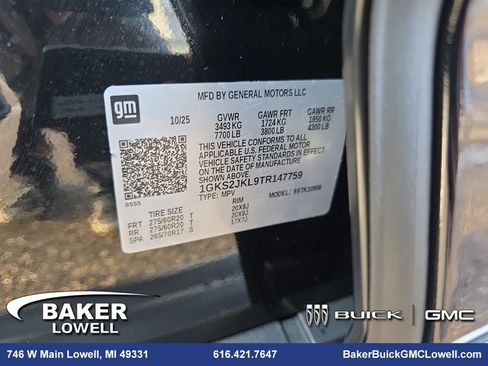 gm
MFD BY GENERAL MOTORS LLC
10/25 GVWR GAWR FRT GAWR RR
3493 KG 1724 KG 1950 KG
7700 LB 3800 LB 4300 LB
THIS VEHICLE CONFORMS TO ALL APPLICABLE
U.S. FEDERAL MOTOR VEHICLE SAFETY STANDARDS
IN EFFECT ON THE DATE OF
MANUFACTURE SHOWN ABOVE.
1GKS2JKL9TR147759
8555 TYPE: MPV MODEL: TK10906
TIRE SIZE RIM
FRT 275/60R20 T 20X9J
RR 275/60R20 T 20X9J
SPA 265/70R17 S 17X7J
BAKER
LOWELL
BUICK GMC
746 W Main Lowell, MI 49331 616.421.7647 BakerBuickGMCLowell.com